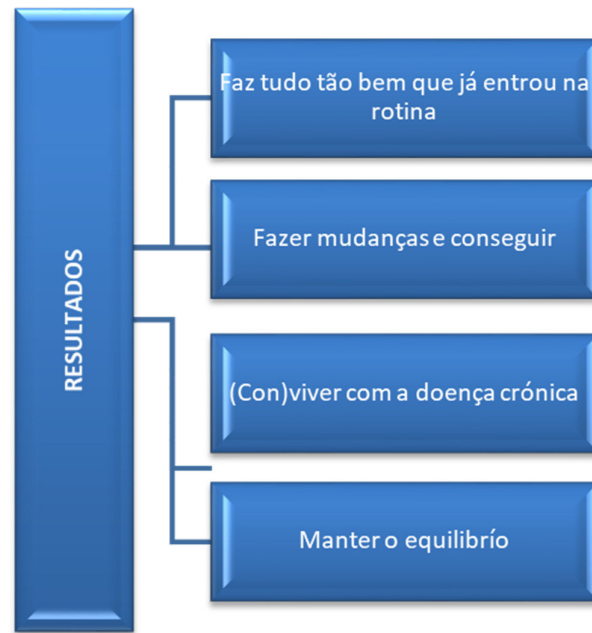 RESULTADOS
Faz tudo tão bem que já entrou na
rotina
Fazer mudanças e conseguir
(Con)viver com a doença crónica
Manter o equilibrío